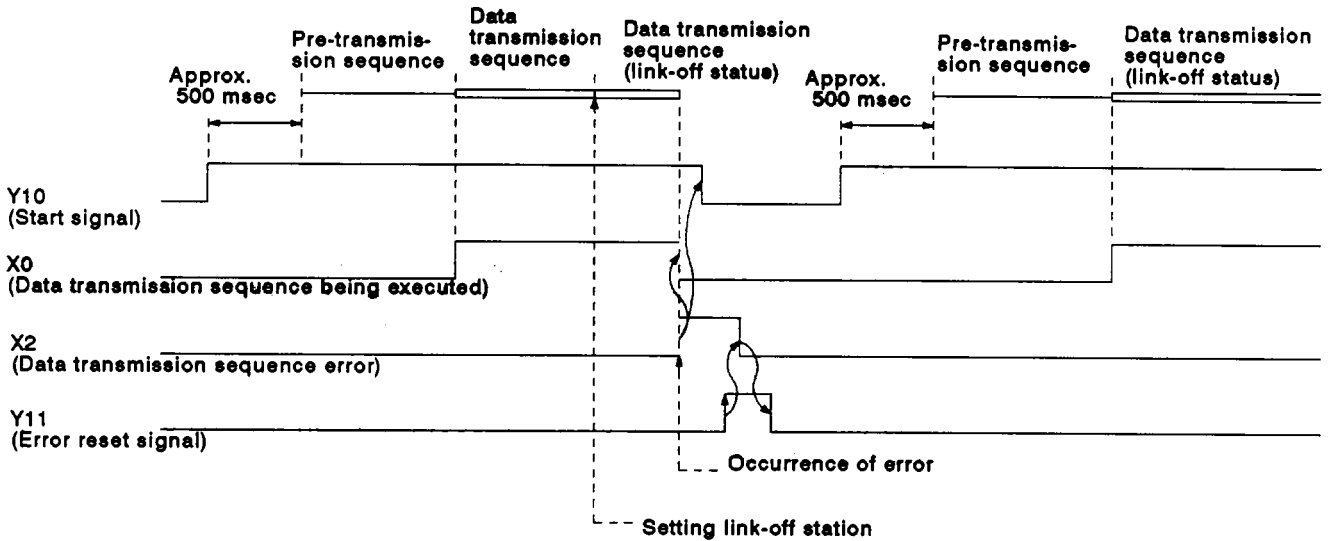 Approx.
500 msec
Pre-transmis-
sion sequence
Data
transmission
sequence
Data transmission
sequence
(link-off status)
Approx.
500 msec
Pre-transmis-
sion sequence
Data transmission
sequence
(link-off status)
Y10
(Start signal)
X0
(Data transmission sequence being executed)
X2
(Data transmission sequence error)
Y11
(Error reset signal)
Occurrence of error
Setting link-off station